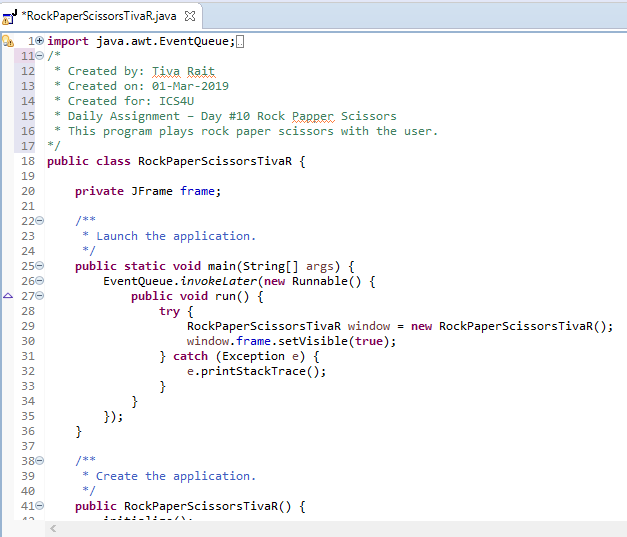 *RockPaperScissorsTivaR.java
1 import java.awt.EventQueue;
11 /*
12  * Created by: Tiva Rait
13  * Created on: 01-Mar-2019
14  * Created for: ICS4U
15  * Daily Assignment – Day #10 Rock Papper Scissors
16  * This program plays rock paper scissors with the user.
17 */
18 public class RockPaperScissorsTivaR {
19
20     private JFrame frame;
21
22     /**
23      * Launch the application.
24      */
25     public static void main(String[] args) {
26         EventQueue.invokeLater(new Runnable() {
27             public void run() {
28                 try {
29                     RockPaperScissorsTivaR window = new RockPaperScissorsTivaR();
30                     window.frame.setVisible(true);
31                 } catch (Exception e) {
32                     e.printStackTrace();
33                 }
34             }
35         });
36     }
37
38     /**
39      * Create the application.
40      */
41     public RockPaperScissorsTivaR() {
42         initialize();